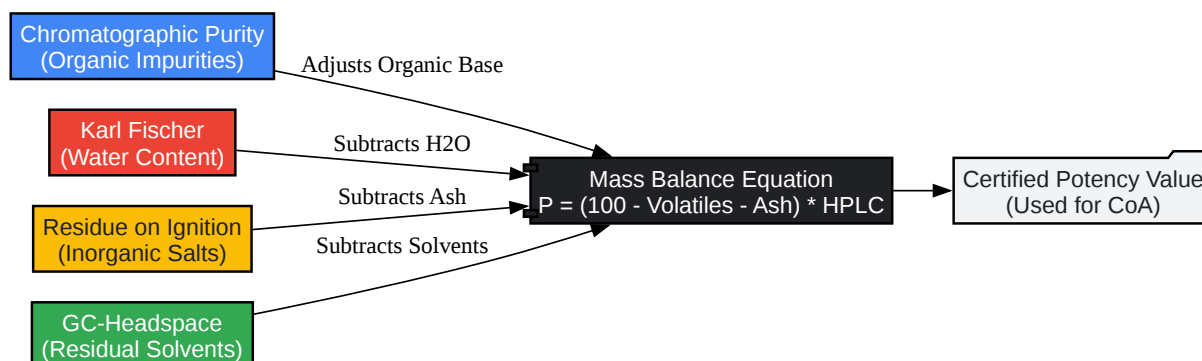 Chromatographic Purity
(Organic Impurities)
Adjusts Organic Base
Karl Fischer
(Water Content)
Subtracts H2O
Residue on Ignition
(Inorganic Salts)
Subtracts Ash
GC-Headspace
(Residual Solvents)
Subtracts Solvents
Mass Balance Equation
P = (100 - Volatiles - Ash) * HPLC
Certified Potency Value
(Used for CoA)